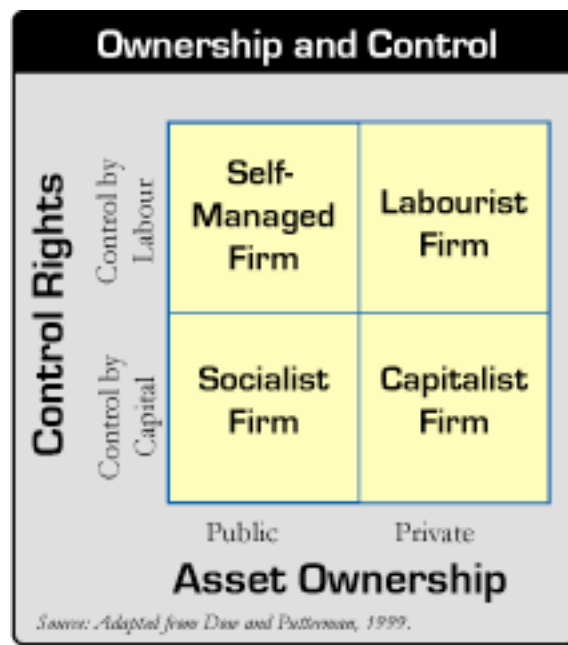 Ownership and Control
Control Rights
Control by
Labour
Self-
Managed
Firm
Labourist
Firm
Control by
Capital
Socialist
Firm
Capitalist
Firm
Public
Private
Asset Ownership
Source: Adapted from Dow and Putterman, 1999.